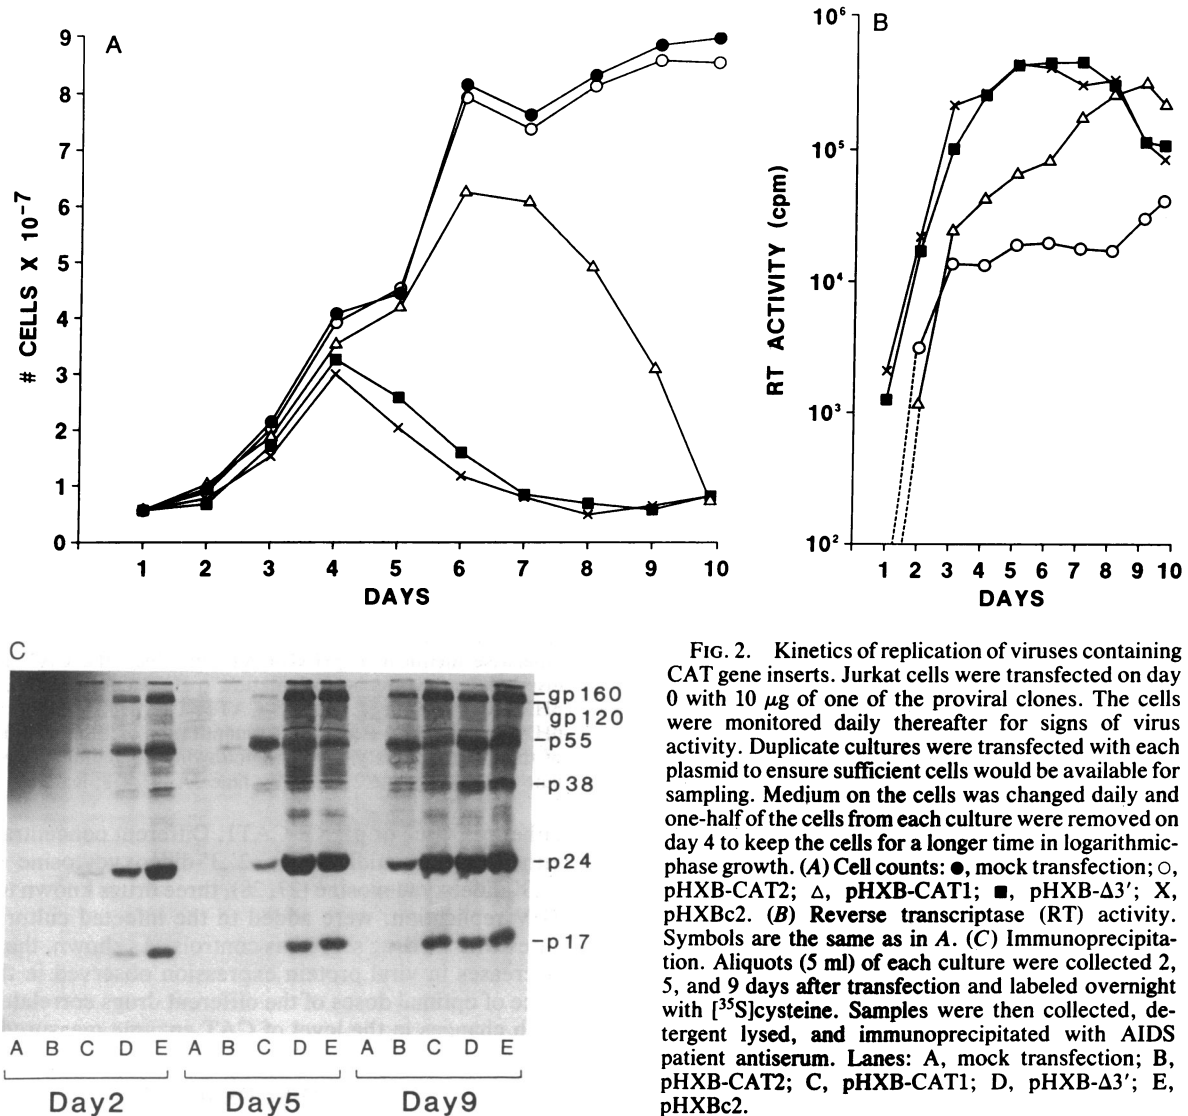 A
# CELLS X 10⁻⁷
9
8
7
6
5
4
3
2
1
0
1 2 3 4 5 6 7 8 9 10
DAYS
B
RT ACTIVITY (cpm)
10⁶
10⁵
10⁴
10³
10²
1 2 3 4 5 6 7 8 9 10
DAYS
C
gp160
gp120
p55
p38
p24
p17
A B C D E A B C D E A B C D E
Day2 Day5 Day9
FIG. 2. Kinetics of replication of viruses containing
CAT gene inserts. Jurkat cells were transfected on day
0 with 10 μg of one of the proviral clones. The cells
were monitored daily thereafter for signs of virus
activity. Duplicate cultures were transfected with each
plasmid to ensure sufficient cells would be available for
sampling. Medium on the cells was changed daily and
one-half of the cells from each culture were removed on
day 4 to keep the cells for a longer time in logarithmic-
phase growth. (A) Cell counts: ●, mock transfection; ○,
pHXB-CAT2; △, pHXB-CAT1; ■, pHXB-Δ3′; X,
pHXBc2. (B) Reverse transcriptase (RT) activity.
Symbols are the same as in A. (C) Immunoprecipita-
tion. Aliquots (5 ml) of each culture were collected 2,
5, and 9 days after transfection and labeled overnight
with [³⁵S]cysteine. Samples were then collected, de-
tergent lysed, and immunoprecipitated with AIDS
patient antiserum. Lanes: A, mock transfection; B,
pHXB-CAT2; C, pHXB-CAT1; D, pHXB-Δ3′; E,
pHXBc2.